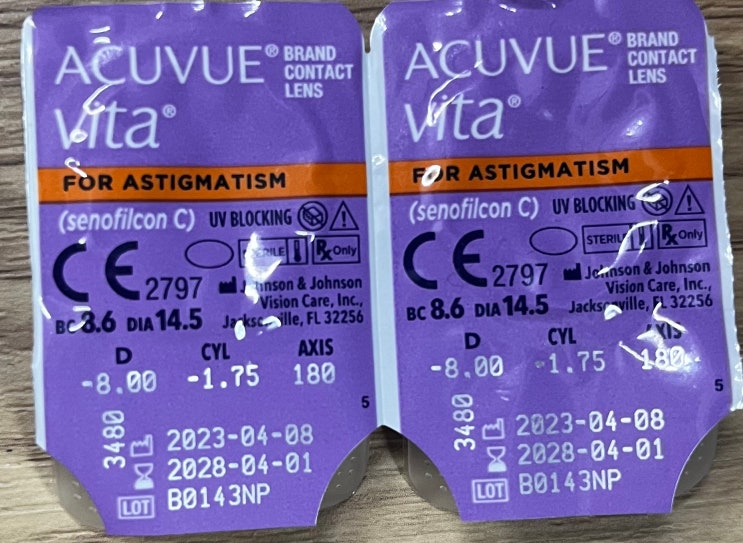 ACUVUE® BRAND
CONTACT
LENS
vita®
FOR ASTIGMATISM
(senofilcon C) UV BLOCKING
STERILE Rx Only
CE 2797 Johnson & Johnson
Vision Care, Inc.,
BC 8.6 DIA 14.5 Jacksonville, FL 32256
D CYL AXIS
-8.00 -1.75 180
5
3480
2023-04-08
2028-04-01
LOT B0143NP
ACUVUE® BRAND
CONTACT
LENS
vita®
FOR ASTIGMATISM
(senofilcon C) UV BLOCKING
STERILE Rx Only
CE 2797 Johnson & Johnson
Vision Care, Inc.,
BC 8.6 DIA 14.5 Jacksonville, FL 32256
D CYL AXIS
-8.00 -1.75 180
5
3480
2023-04-08
2028-04-01
LOT B0143NP